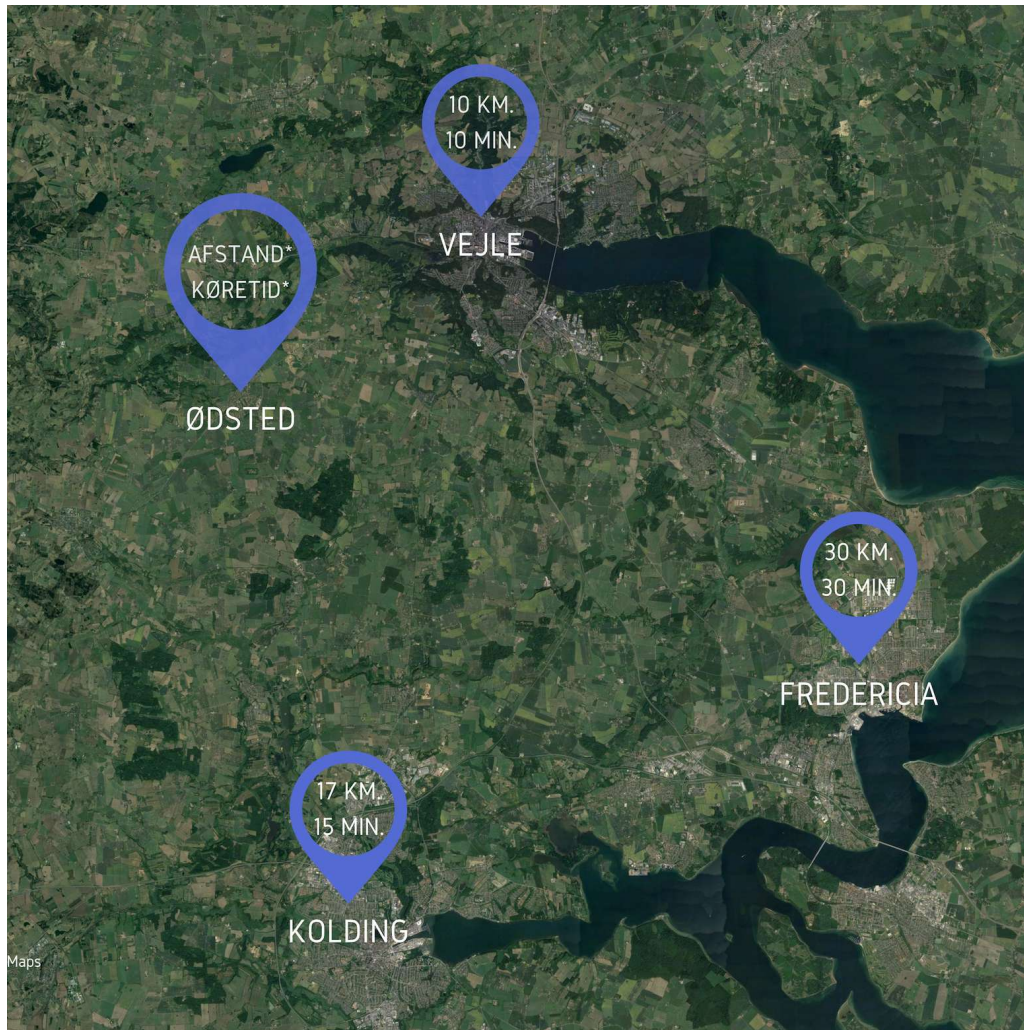 10 KM.
10 MIN.
VEJLE
AFSTAND*
KØRETID*
ØDSTED
30 KM.
30 MIN.
FREDERICIA
17 KM.
15 MIN.
KOLDING
Maps